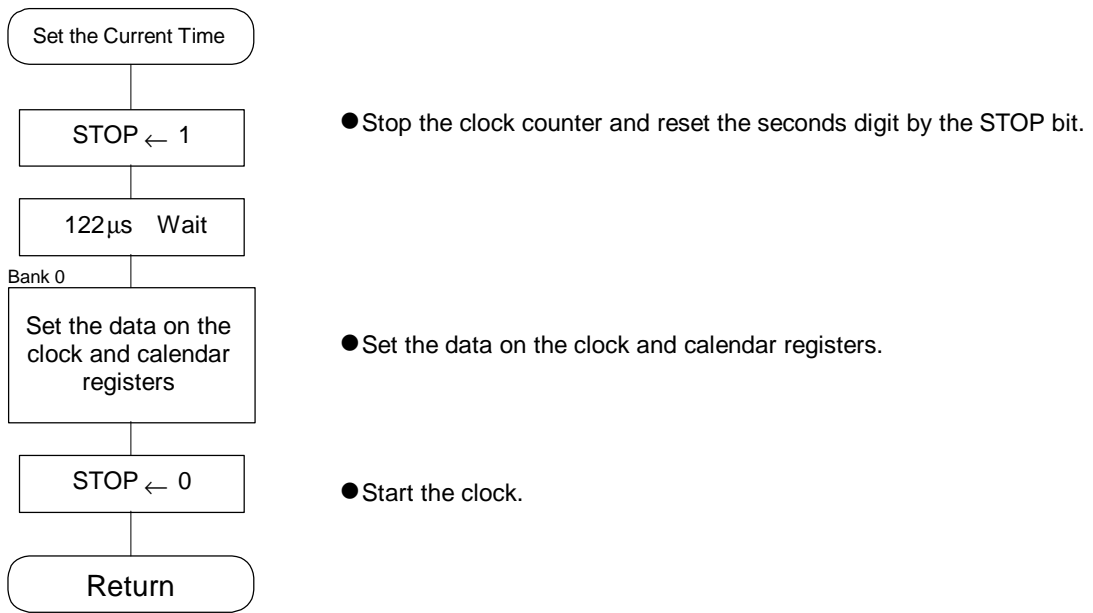 Set the Current Time
STOP ← 1
●Stop the clock counter and reset the seconds digit by the STOP bit.
122μs Wait
Bank 0
Set the data on the
clock and calendar
registers
●Set the data on the clock and calendar registers.
STOP ← 0
●Start the clock.
Return